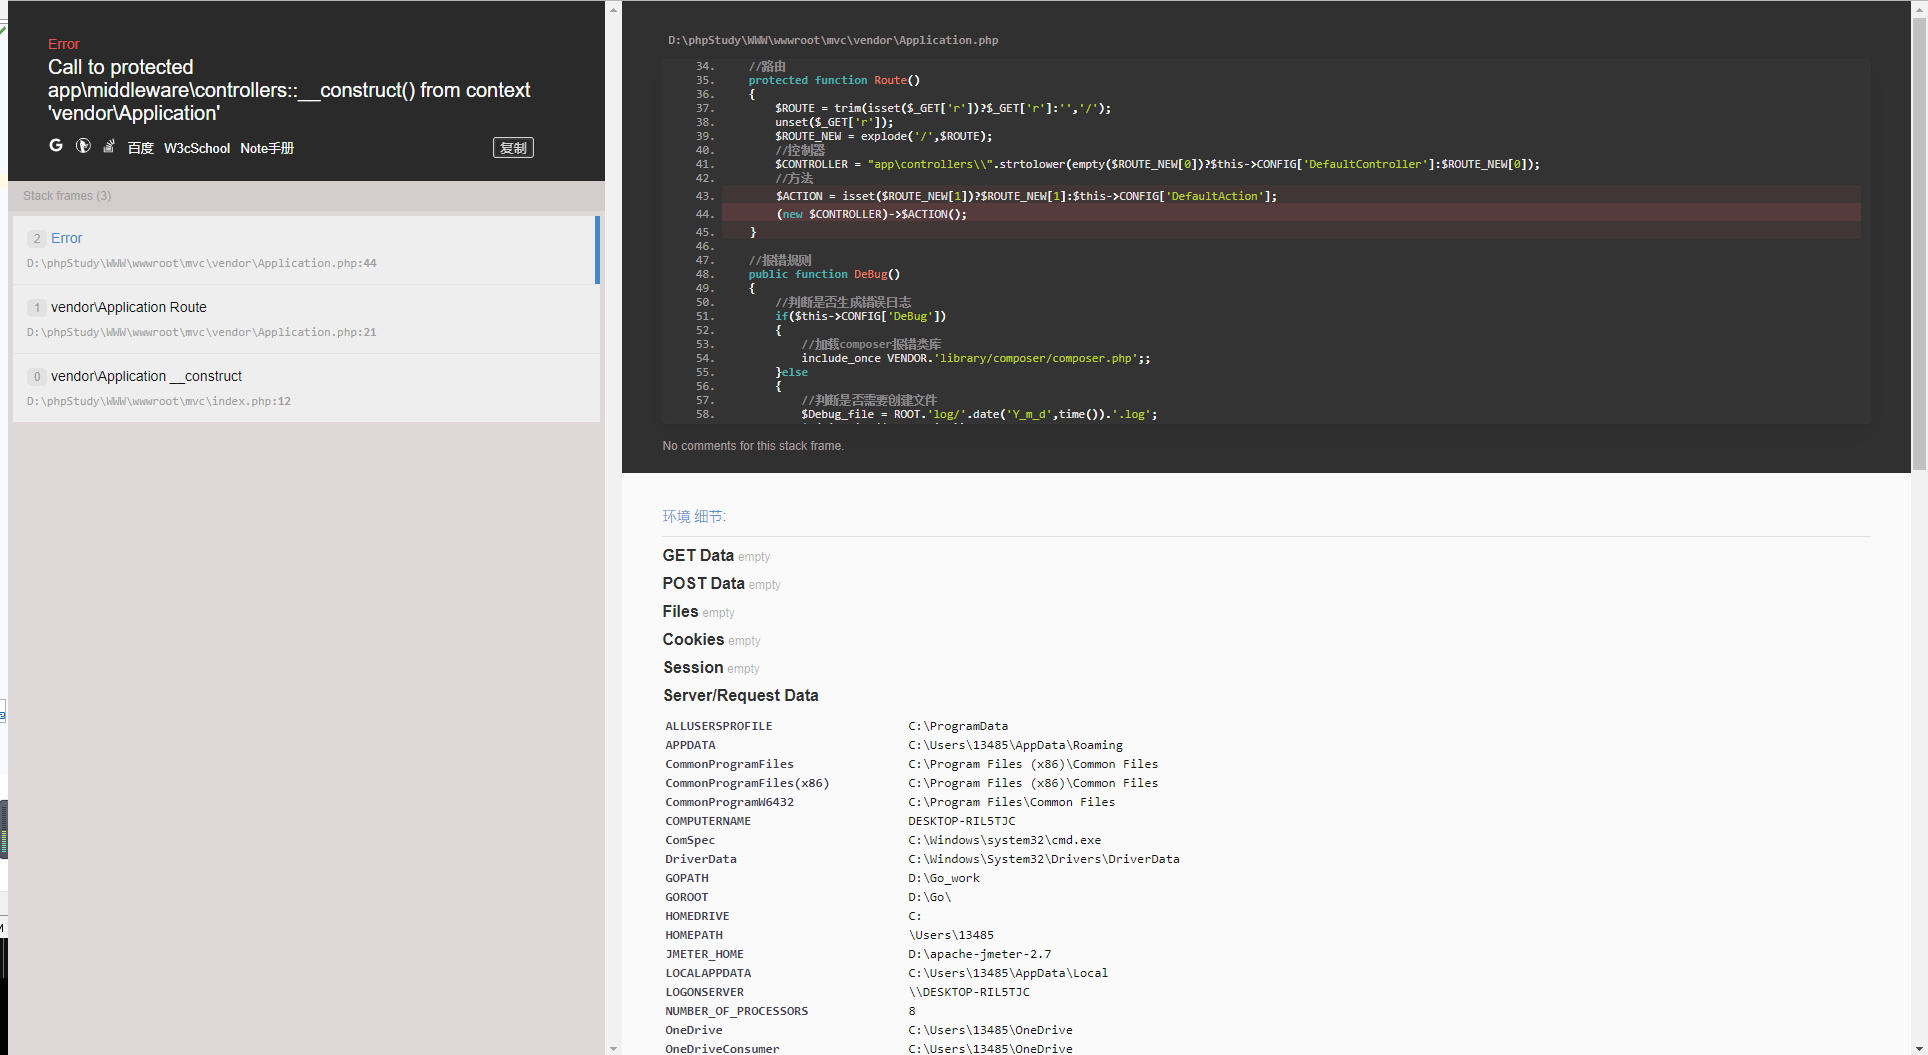 Error
Call to protected
app\middleware\controllers::__construct() from context
'vendor\Application'
百度 W3cSchool Note手册
复制
Stack frames (3)
2 Error
D:\phpStudy\WWW\wwwroot\mvc\vendor\Application.php:44
1 vendor\Application Route
D:\phpStudy\WWW\wwwroot\mvc\vendor\Application.php:21
0 vendor\Application __construct
D:\phpStudy\WWW\wwwroot\mvc\index.php:12
D:\phpStudy\WWW\wwwroot\mvc\vendor\Application.php
34. //路由
35. protected function Route()
36. {
37. $ROUTE = trim(isset($_GET['r'])?$_GET['r']:'','/');
38. unset($_GET['r']);
39. $ROUTE_NEW = explode('/',$ROUTE);
40. //控制器
41. $CONTROLLER = "app\controllers\\".strtolower(empty($ROUTE_NEW[0])?$this->CONFIG['DefaultController']:$ROUTE_NEW[0]);
42. //方法
43. $ACTION = isset($ROUTE_NEW[1])?$ROUTE_NEW[1]:$this->CONFIG['DefaultAction'];
44. (new $CONTROLLER)->$ACTION();
45. }
46.
47. //报错规则
48. public function DeBug()
49. {
50. //判断是否生成错误日志
51. if($this->CONFIG['DeBug'])
52. {
53. //加载composer报错类库
54. include_once VENDOR.'library/composer/composer.php';;
55. }else
56. {
57. //判断是否需要创建文件
58. $Debug_file = ROOT.'log/'.date('Y_m_d',time()).'.log';
No comments for this stack frame.
环境 细节:
GET Data empty
POST Data empty
Files empty
Cookies empty
Session empty
Server/Request Data
ALLUSERSPROFILE C:\ProgramData
APPDATA C:\Users\13485\AppData\Roaming
CommonProgramFiles C:\Program Files (x86)\Common Files
CommonProgramFiles(x86) C:\Program Files (x86)\Common Files
CommonProgramW6432 C:\Program Files\Common Files
COMPUTERNAME DESKTOP-RIL5TJC
ComSpec C:\Windows\system32\cmd.exe
DriverData C:\Windows\System32\Drivers\DriverData
GOPATH D:\Go_work
GOROOT D:\Go\
HOMEDRIVE C:
HOMEPATH \Users\13485
JMETER_HOME D:\apache-jmeter-2.7
LOCALAPPDATA C:\Users\13485\AppData\Local
LOGONSERVER \\DESKTOP-RIL5TJC
NUMBER_OF_PROCESSORS 8
OneDrive C:\Users\13485\OneDrive
OneDriveConsumer C:\Users\13485\OneDrive